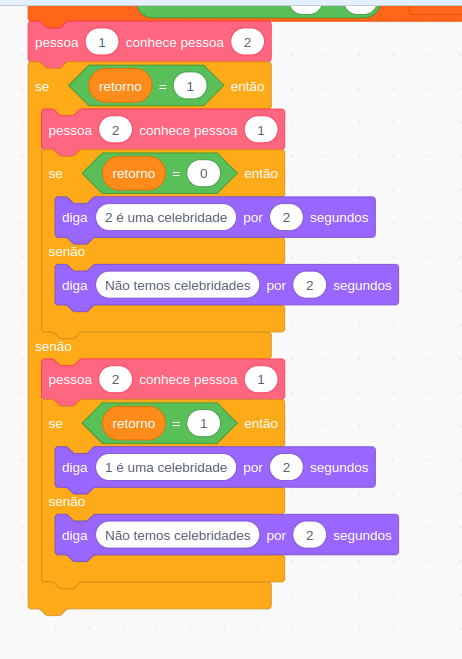 pessoa 1 conhece pessoa 2
se retorno = 1 então
pessoa 2 conhece pessoa 1
se retorno = 0 então
diga 2 é uma celebridade por 2 segundos
senão
diga Não temos celebridades por 2 segundos
senão
pessoa 2 conhece pessoa 1
se retorno = 1 então
diga 1 é uma celebridade por 2 segundos
senão
diga Não temos celebridades por 2 segundos